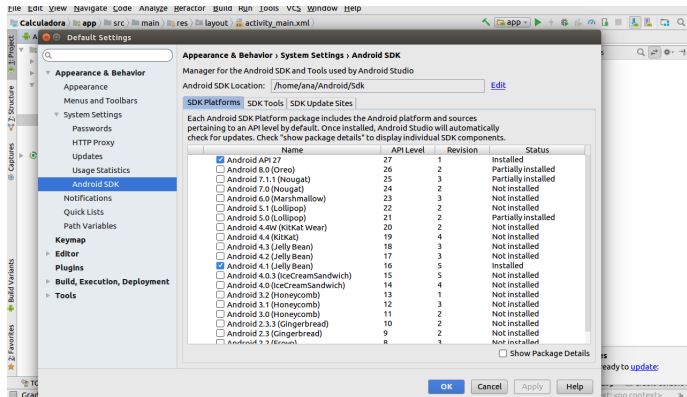 File Edit View Navigate Code Analyze Refactor Build Run Tools VCS Window Help
Calculadora app src main res layout activity_main.xml app
Default Settings
1: Project
Z: Structure
Captures
Build Variants
2: Favorites
Appearance & Behavior
Appearance
Menus and Toolbars
System Settings
Passwords
HTTP Proxy
Updates
Usage Statistics
Android SDK
Notifications
Quick Lists
Path Variables
Keymap
Editor
Plugins
Build, Execution, Deployment
Tools
Appearance & Behavior › System Settings › Android SDK
Manager for the Android SDK and Tools used by Android Studio
Android SDK Location: /home/ana/Android/Sdk Edit
SDK Platforms SDK Tools SDK Update Sites
Each Android SDK Platform package includes the Android platform and sources
pertaining to an API level by default. Once installed, Android Studio will automatically
check for updates. Check "show package details" to display individual SDK components.
Name API Level Revision Status
Android API 27 27 1 Installed
Android 8.0 (Oreo) 26 2 Partially installed
Android 7.1.1 (Nougat) 25 3 Partially installed
Android 7.0 (Nougat) 24 2 Not installed
Android 6.0 (Marshmallow) 23 3 Not installed
Android 5.1 (Lollipop) 22 2 Not installed
Android 5.0 (Lollipop) 21 2 Partially installed
Android 4.4W (KitKat Wear) 20 2 Not installed
Android 4.4 (KitKat) 19 4 Not installed
Android 4.3 (Jelly Bean) 18 3 Not installed
Android 4.2 (Jelly Bean) 17 3 Not installed
Android 4.1 (Jelly Bean) 16 5 Installed
Android 4.0.3 (IceCreamSandwich) 15 5 Not installed
Android 4.0 (IceCreamSandwich) 14 4 Not installed
Android 3.2 (Honeycomb) 13 1 Not installed
Android 3.1 (Honeycomb) 12 3 Not installed
Android 3.0 (Honeycomb) 11 2 Not installed
Android 2.3.3 (Gingerbread) 10 2 Not installed
Android 2.3 (Gingerbread) 9 2 Not installed
Android 2.2 (Froyo) 8 3 Not installed
Show Package Details
OK Cancel Apply Help
eady to update:
<no context>